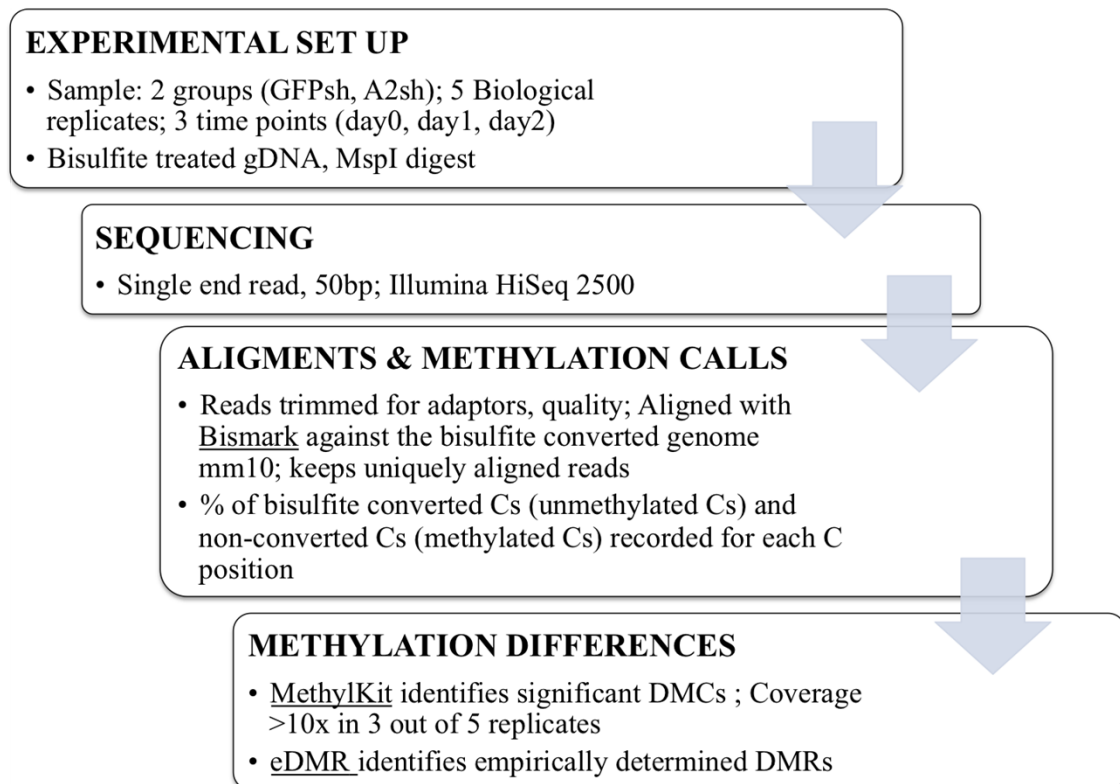 EXPERIMENTAL SET UP
• Sample: 2 groups (GFPsh, A2sh); 5 Biological
replicates; 3 time points (day0, day1, day2)
• Bisulfite treated gDNA, MspI digest
SEQUENCING
• Single end read, 50bp; Illumina HiSeq 2500
ALIGMENTS & METHYLATION CALLS
• Reads trimmed for adaptors, quality; Aligned with
Bismark against the bisulfite converted genome
mm10; keeps uniquely aligned reads
• % of bisulfite converted Cs (unmethylated Cs) and
non-converted Cs (methylated Cs) recorded for each C
position
METHYLATION DIFFERENCES
• MethylKit identifies significant DMCs ; Coverage
>10x in 3 out of 5 replicates
• eDMR identifies empirically determined DMRs